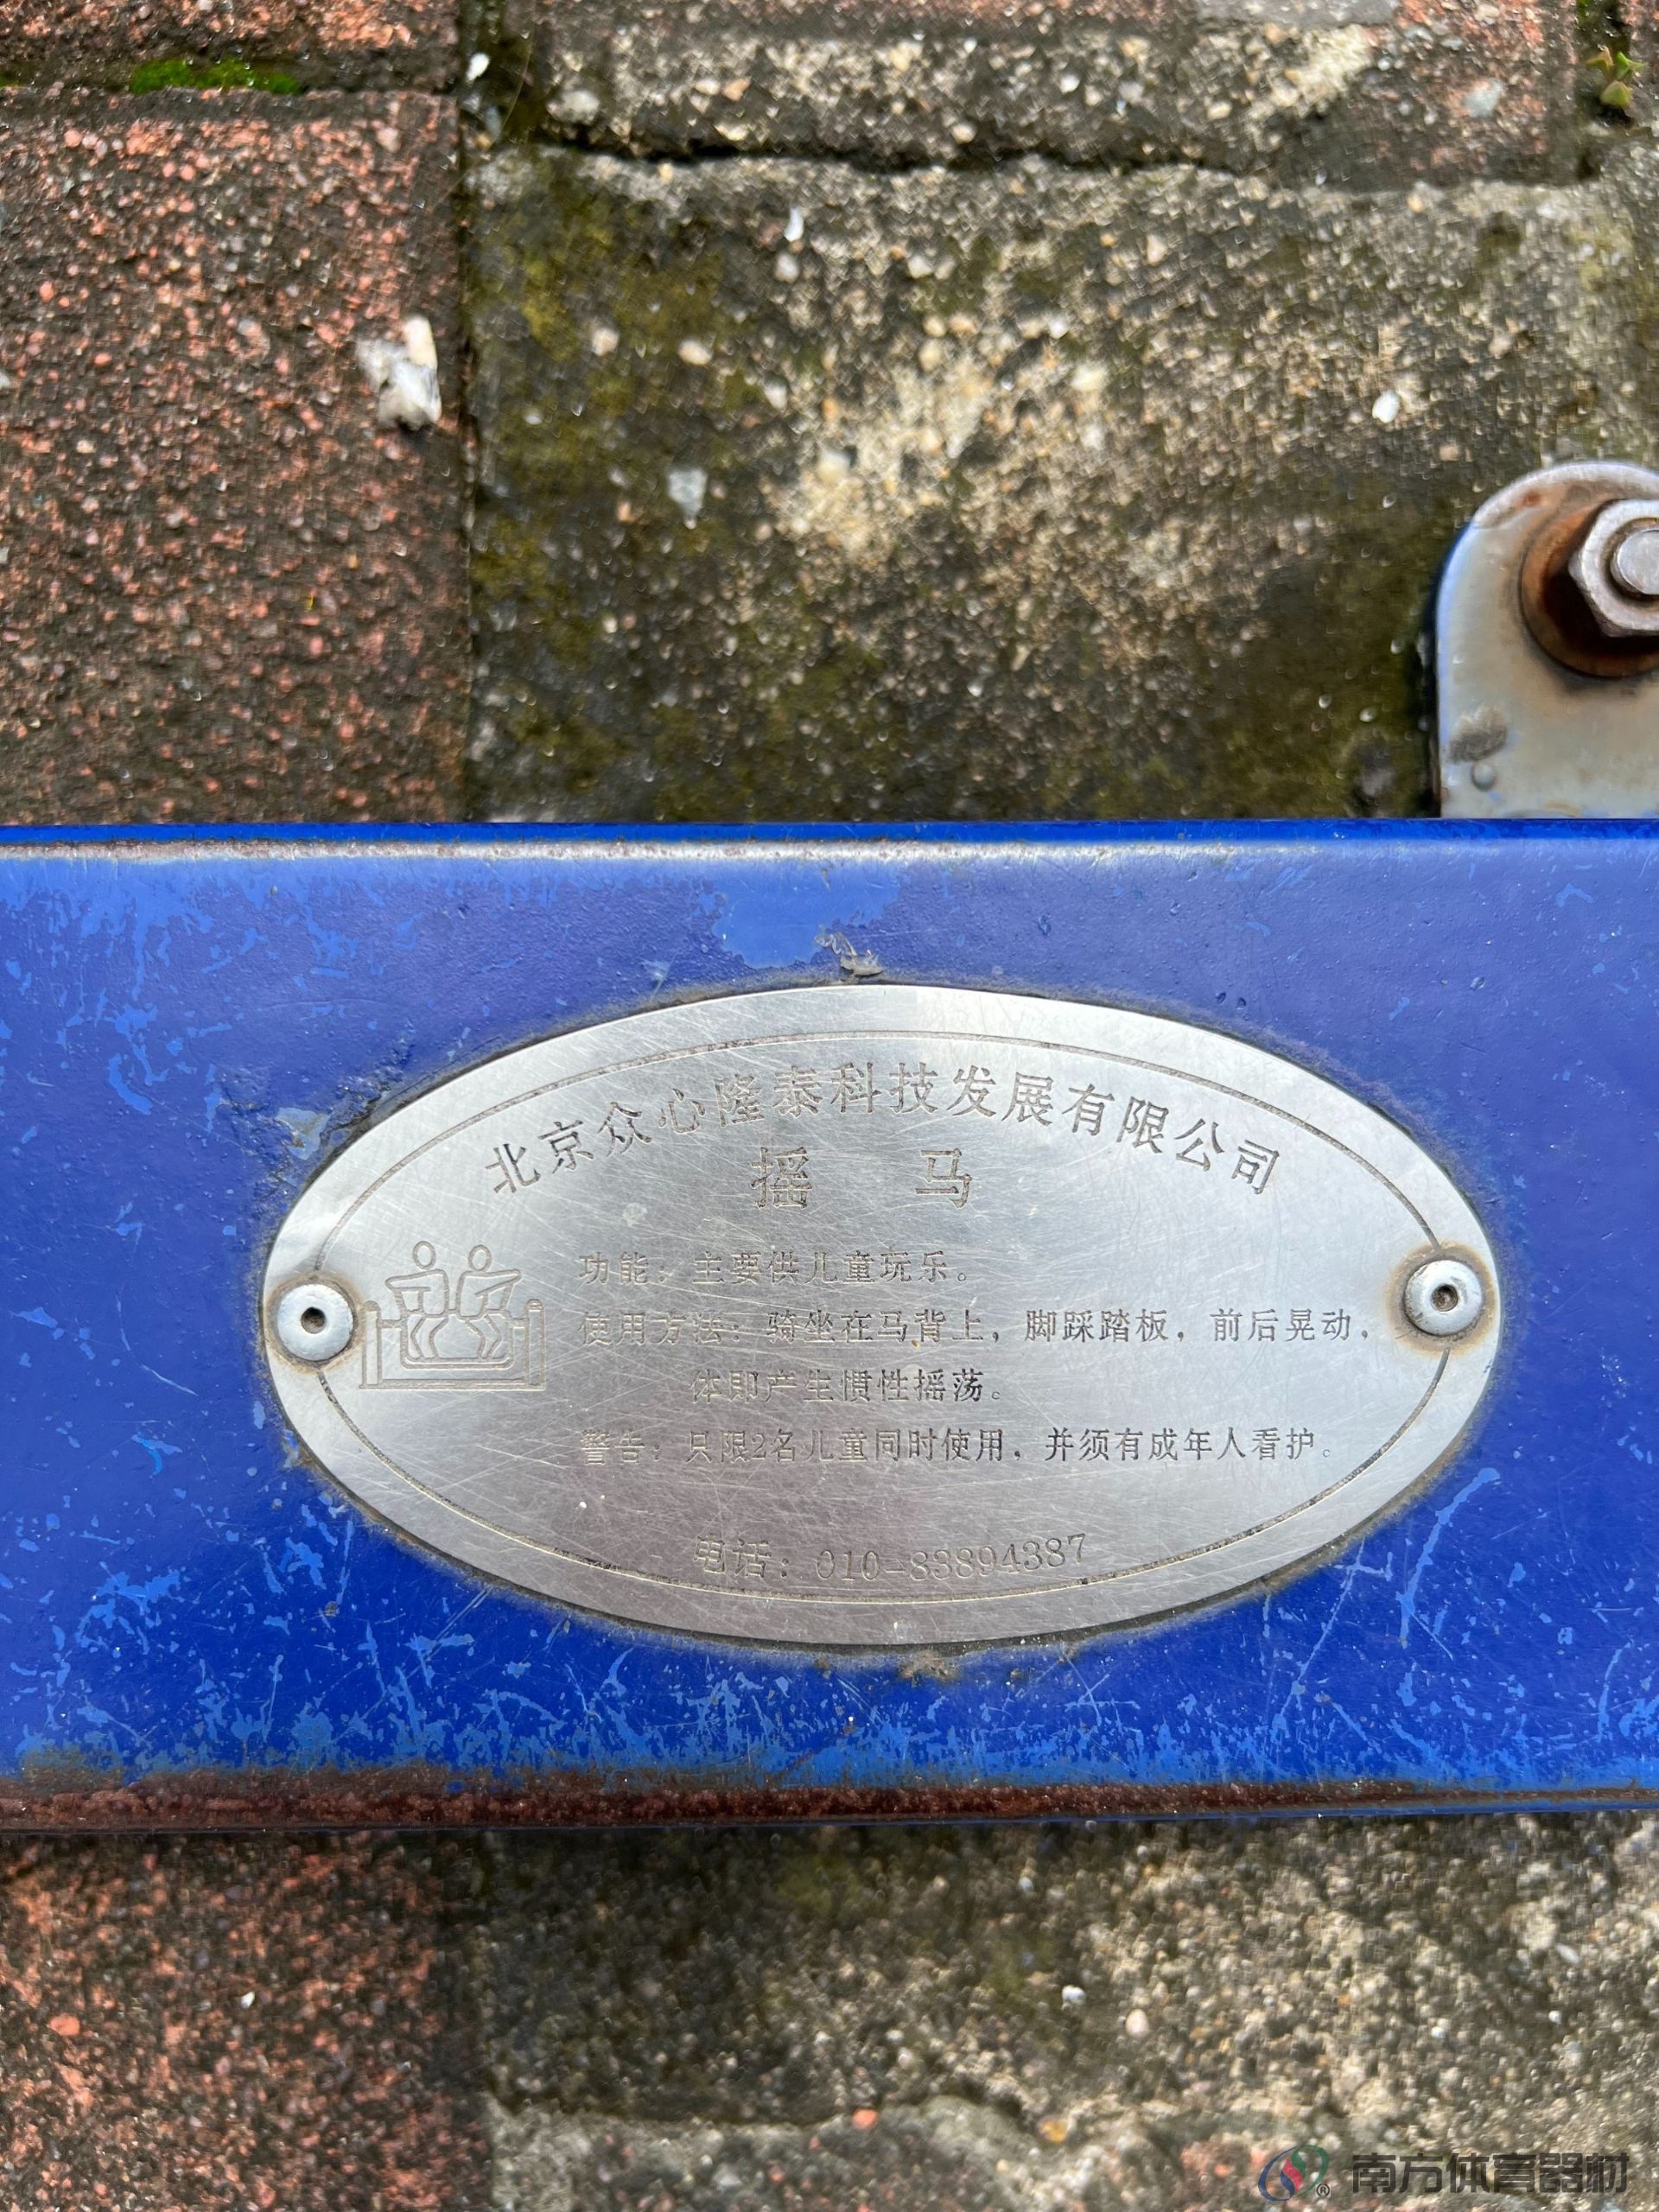 北京众心隆泰科技发展有限公司
摇 马
功能：主要供儿童玩乐。
使用方法：骑坐在马背上，脚踩踏板，前后晃动，
体即产生惯性摇荡。
警告：只限2名儿童同时使用，并须有成年人看护。
电话：010-83894387
南方体育器材